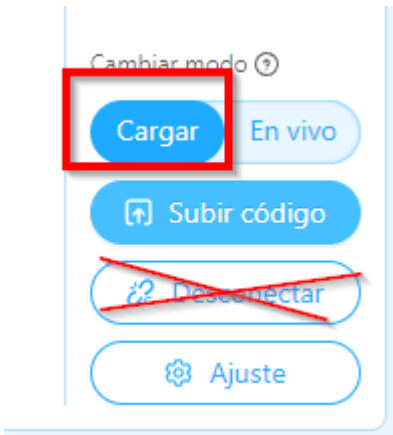 Cambiar modo
Cargar En vivo
Subir código
Desconectar
Ajuste